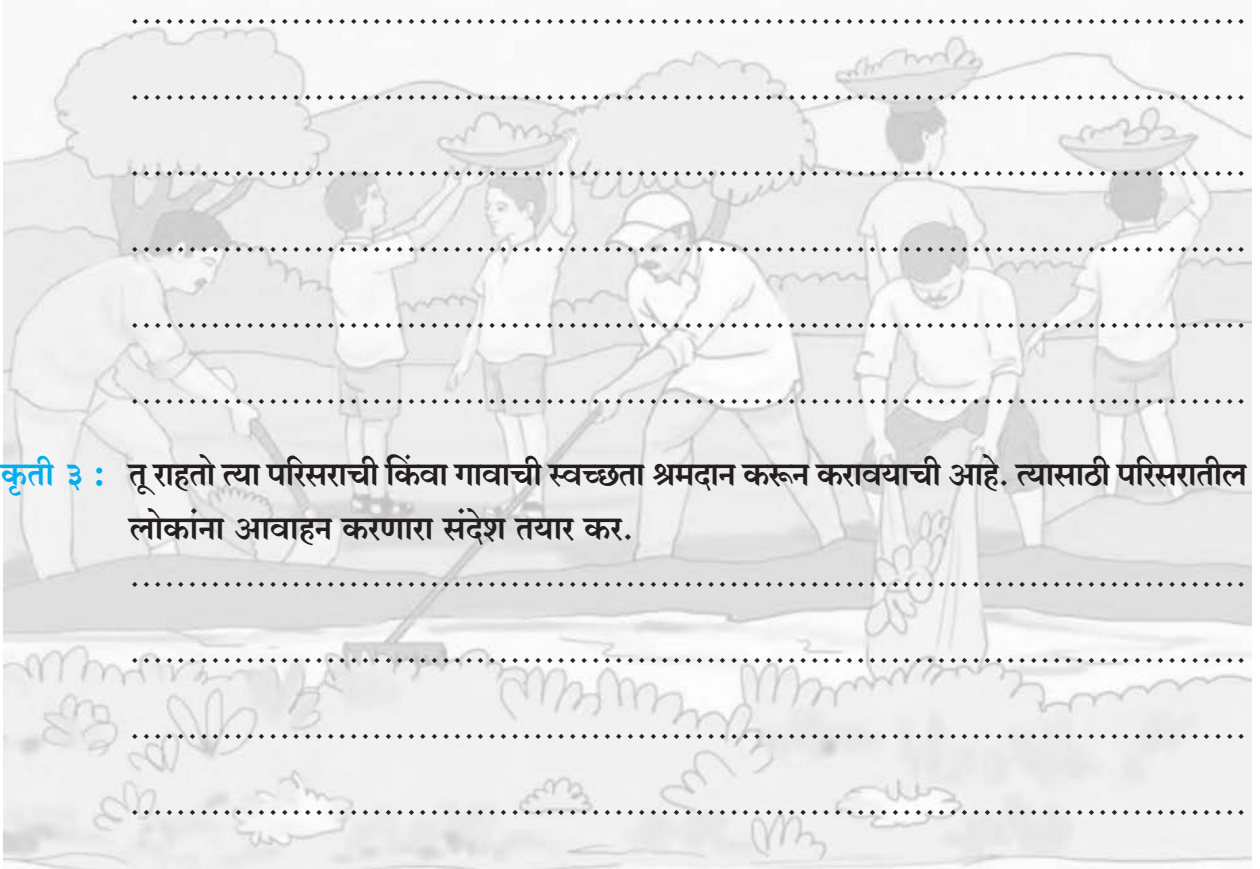 कृती ३ : तू राहतो त्या परिसराची किंवा गावाची स्वच्छता श्रमदान करून करावयाची आहे. त्यासाठी परिसरातील
लोकांना आवाहन करणारा संदेश तयार कर.